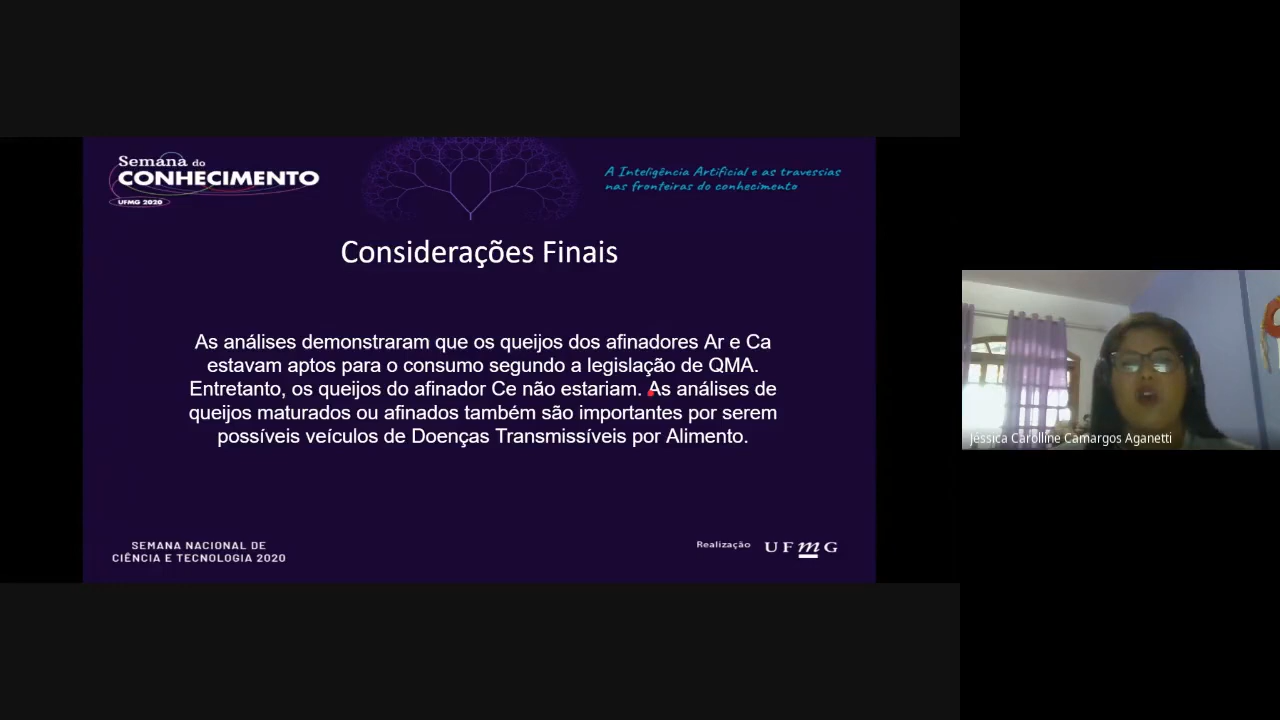 Semana do
CONHECIMENTO
UFMG 2020
A Inteligência Artificial e as travessias
nas fronteiras do conhecimento
Considerações Finais
As análises demonstraram que os queijos dos afinadores Ar e Ca
estavam aptos para o consumo segundo a legislação de QMA.
Entretanto, os queijos do afinador Ce não estariam. As análises de
queijos maturados ou afinados também são importantes por serem
possíveis veículos de Doenças Transmissíveis por Alimento.
SEMANA NACIONAL DE
CIÊNCIA E TECNOLOGIA 2020
Realização
UFmG
Jéssica Carolline Camargos Aganetti